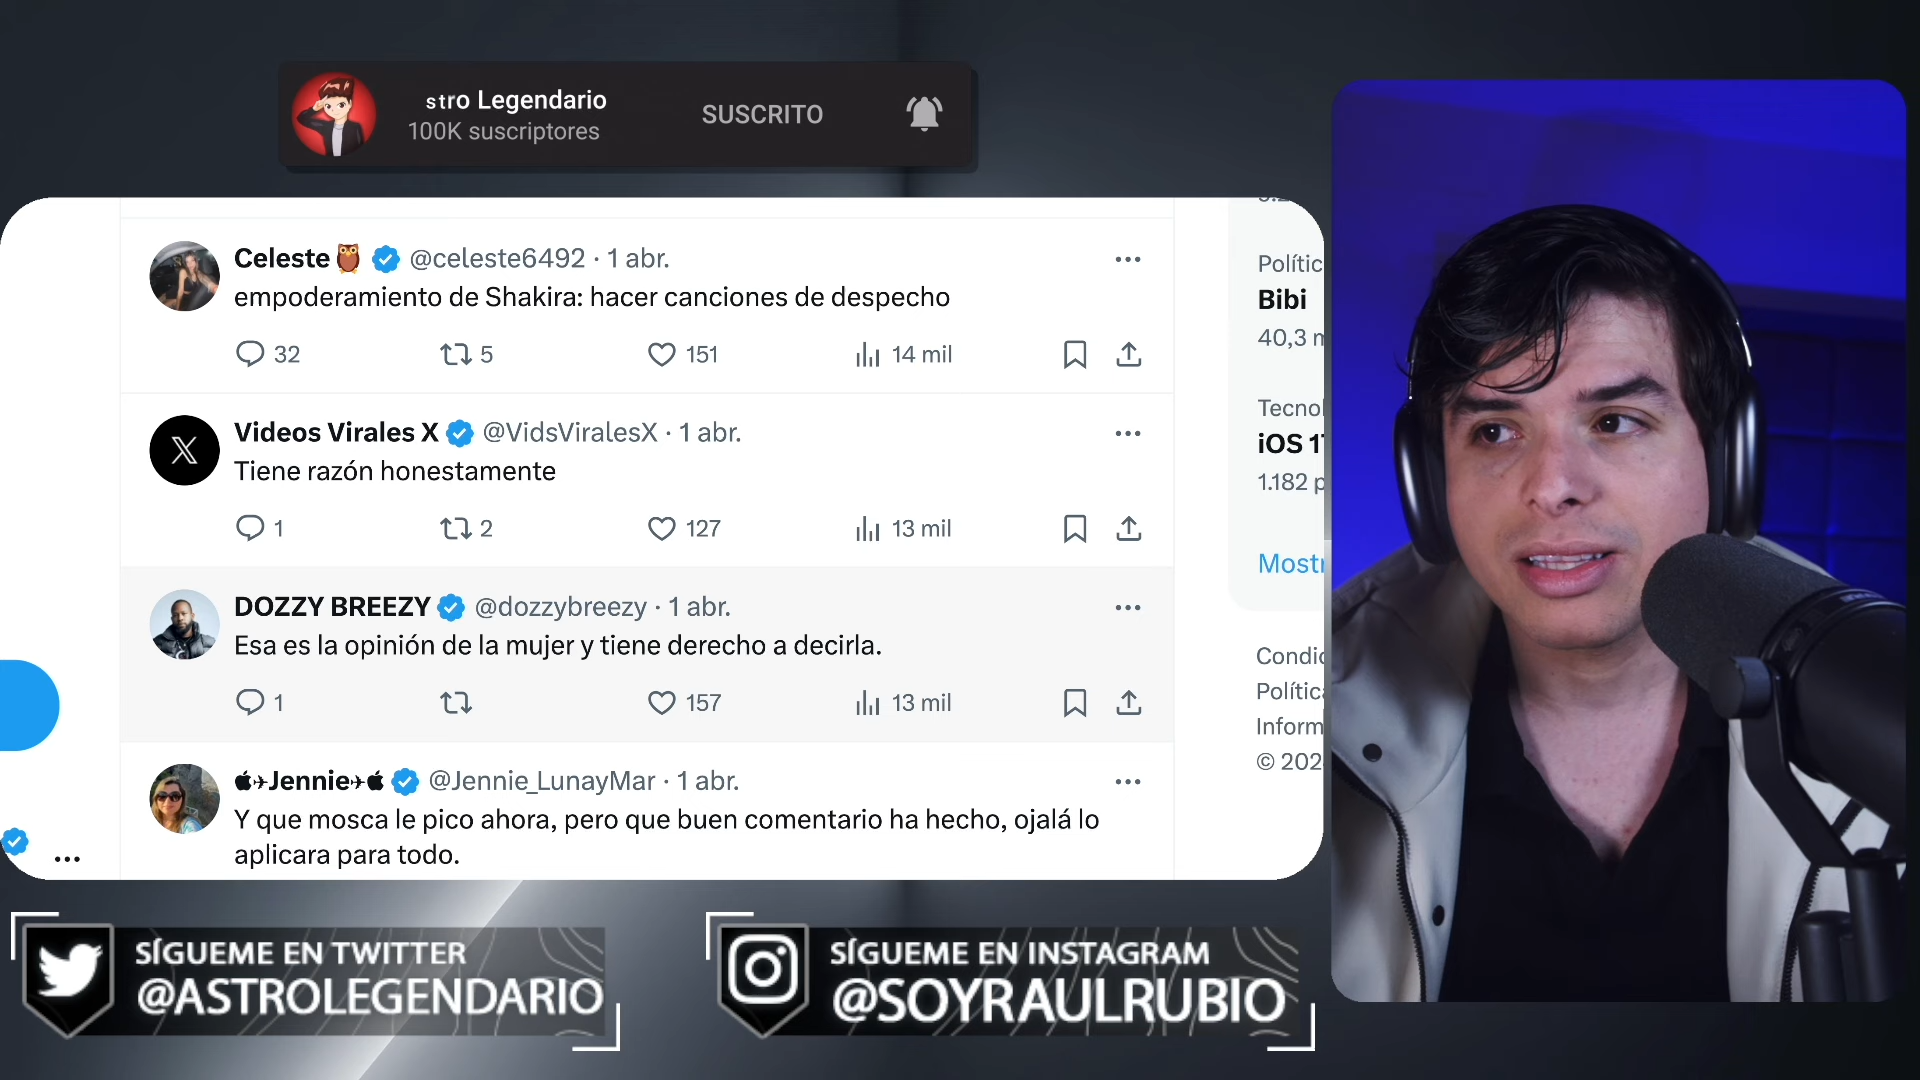 stro Legendario
100K suscriptores
SUSCRITO
Celeste🦉 @celeste6492 · 1 abr.
empoderamiento de Shakira: hacer canciones de despecho
32 5 151 14 mil
Videos Virales X @VidsViralesX · 1 abr.
Tiene razón honestamente
1 2 127 13 mil
DOZZY BREEZY @dozzybreezy · 1 abr.
Esa es la opinión de la mujer y tiene derecho a decirla.
1 157 13 mil
✈Jennie✈ @Jennie_LunayMar · 1 abr.
Y que mosca le pico ahora, pero que buen comentario ha hecho, ojalá lo
aplicara para todo.
Polític
Bibi
40,3 m
Tecnol
iOS 17
1.182 p
Mostr
Condic
Polític
Inform
© 202
SÍGUEME EN TWITTER
@ASTROLEGENDARIO
SÍGUEME EN INSTAGRAM
@SOYRAULRUBIO